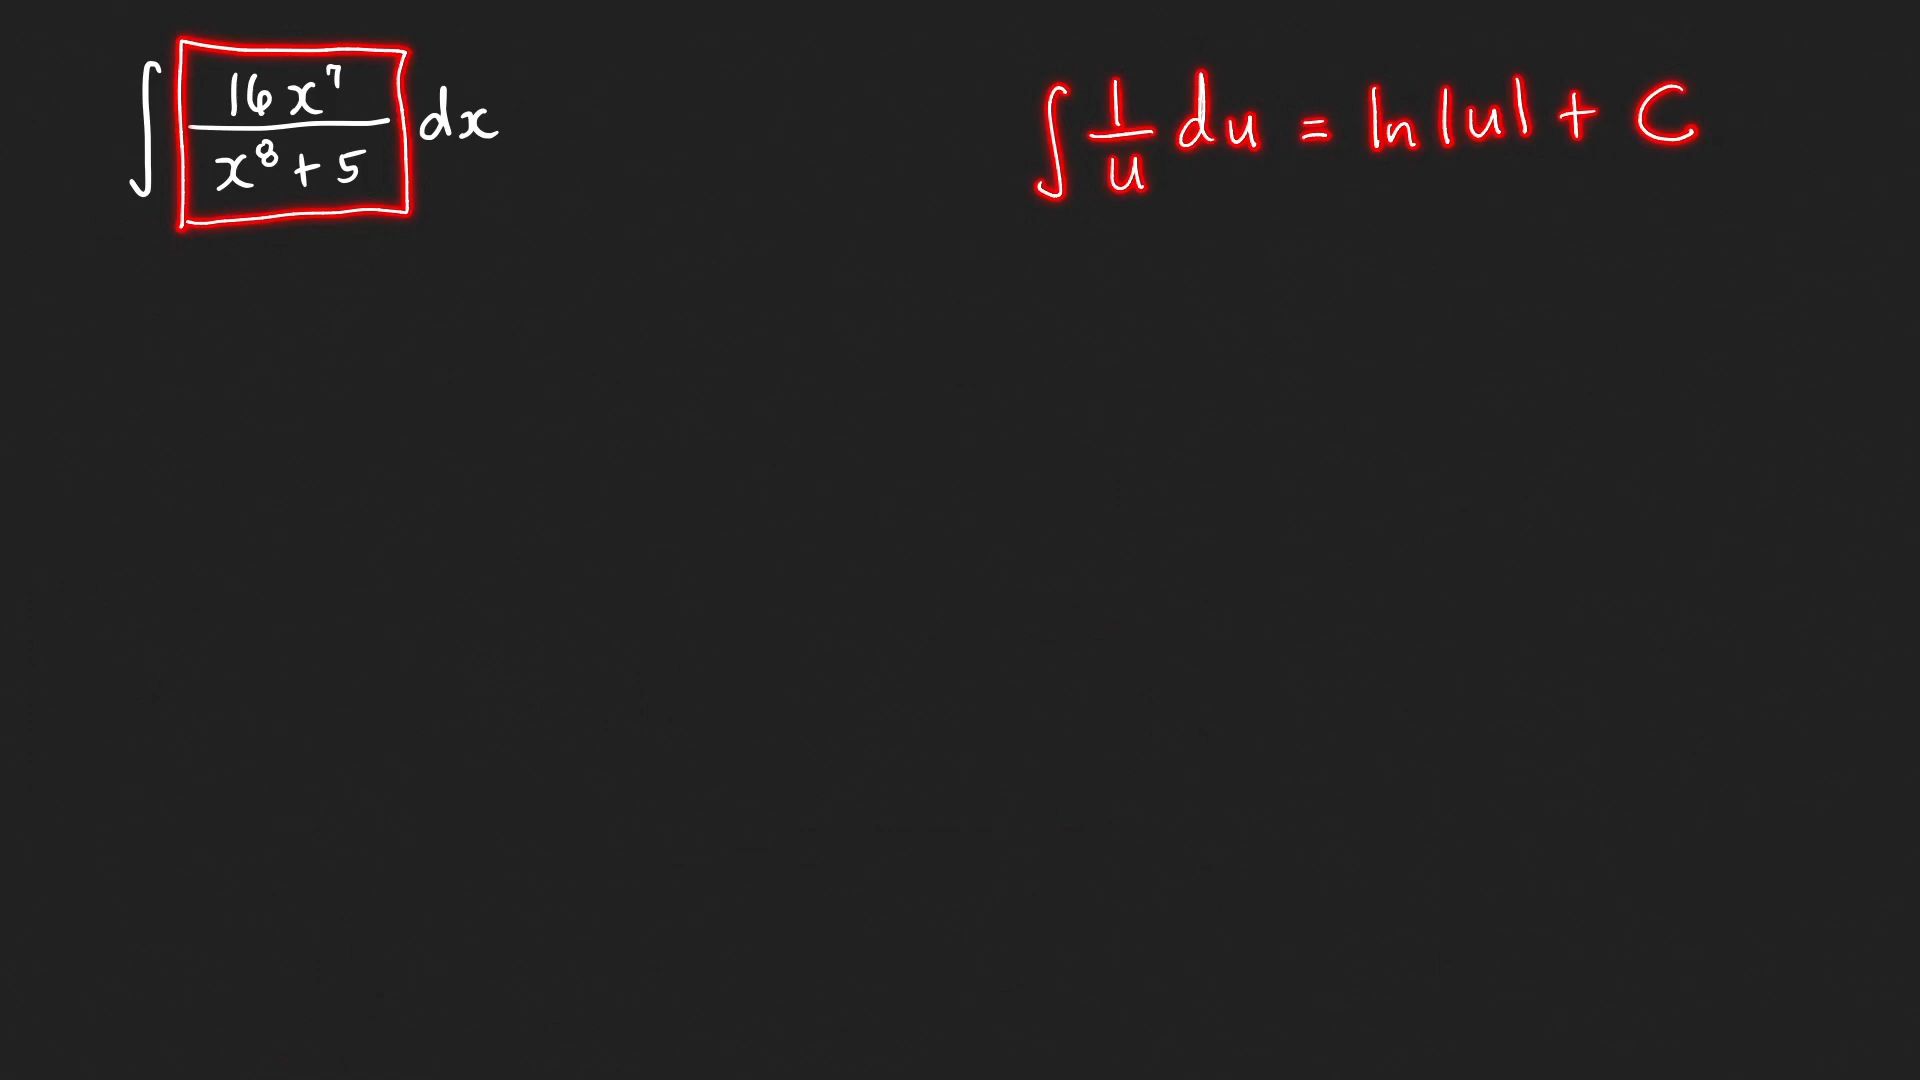 ∫ 16x⁷/(x⁸ + 5) dx
∫ 1/u du = ln|u| + C